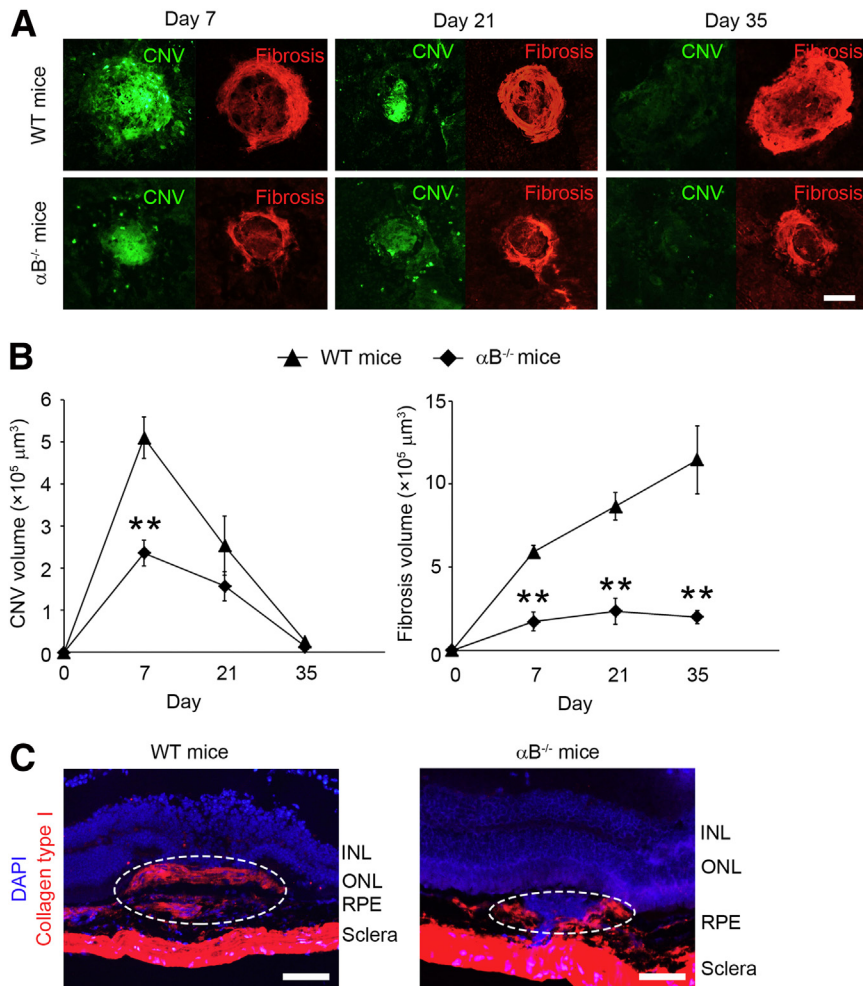 A
Day 7
Day 21
Day 35
WT mice
CNV
Fibrosis
CNV
Fibrosis
CNV
Fibrosis
αB-/- mice
CNV
Fibrosis
CNV
Fibrosis
CNV
Fibrosis
B
WT mice
αB-/- mice
CNV volume (×10⁵ μm³)
6
5
4
3
2
1
0
**
0
7
21
35
Day
Fibrosis volume (×10⁵ μm³)
15
10
5
0
**
**
**
0
7
21
35
Day
C
WT mice
αB-/- mice
DAPI
Collagen type I
INL
ONL
RPE
Sclera
INL
ONL
RPE
Sclera